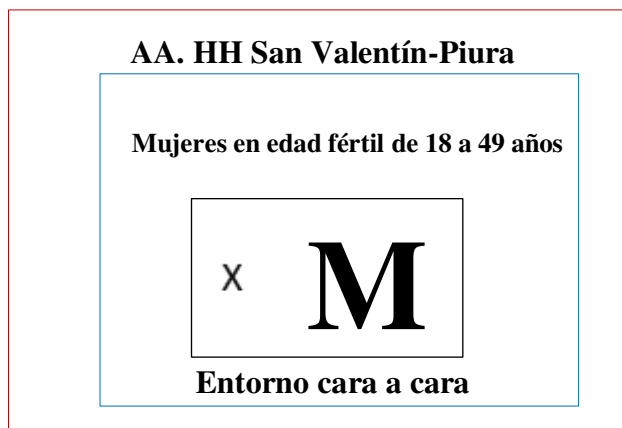 AA. HH San Valentín-Piura
Mujeres en edad fértil de 18 a 49 años
X M
Entorno cara a cara